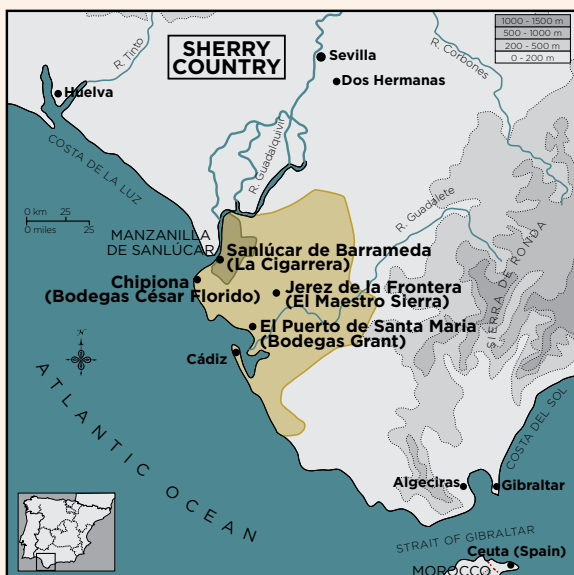 SHERRY
COUNTRY
1000 - 1500 m
500 - 1000 m
200 - 500 m
0 - 200 m
R. Tinto
Sevilla
R. Corbones
Dos Hermanas
Huelva
COSTA DE LA LUZ
R. Guadalquivir
0 km 25 25
0 miles
R. Guadalete
MANZANILLA
DE SANLÚCAR
Sanlúcar de Barrameda
(La Cigarrera)
SIERRA DE RONDA
Chipiona
(Bodegas César Florido)
Jerez de la Frontera
(El Maestro Sierra)
El Puerto de Santa Maria
(Bodegas Grant)
N
Cádiz
ATLANTIC OCEAN
COSTA DEL SOL
Algeciras
Gibraltar
STRAIT OF GIBRALTAR
Ceuta (Spain)
MOROCCO